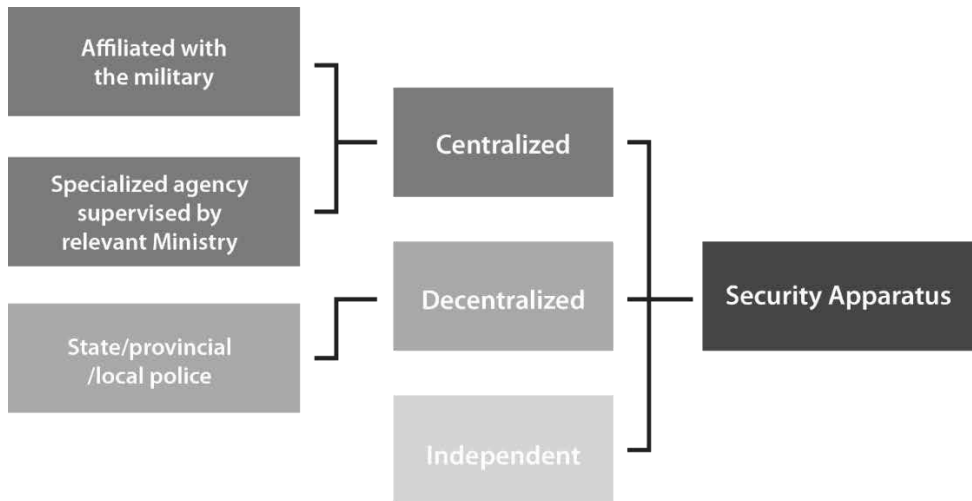 Affiliated with
the military
Specialized agency
supervised by
relevant Ministry
State/provincial
/local police
Centralized
Decentralized
Independent
Security Apparatus